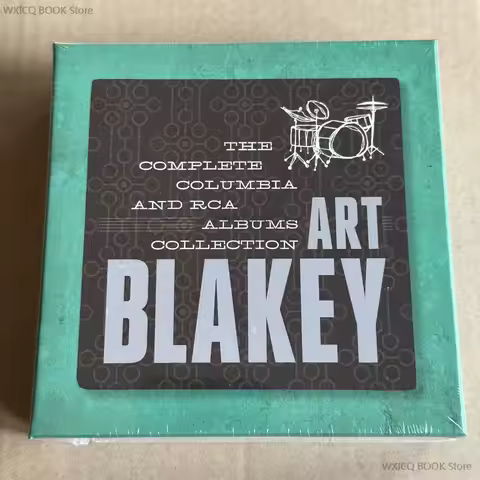 WXICQ BOOK Store
THE
COMPLETE
COLUMBIA
AND RCA
ALBUMS
COLLECTION
ART
BLAKEY
WXICQ BOOK Store